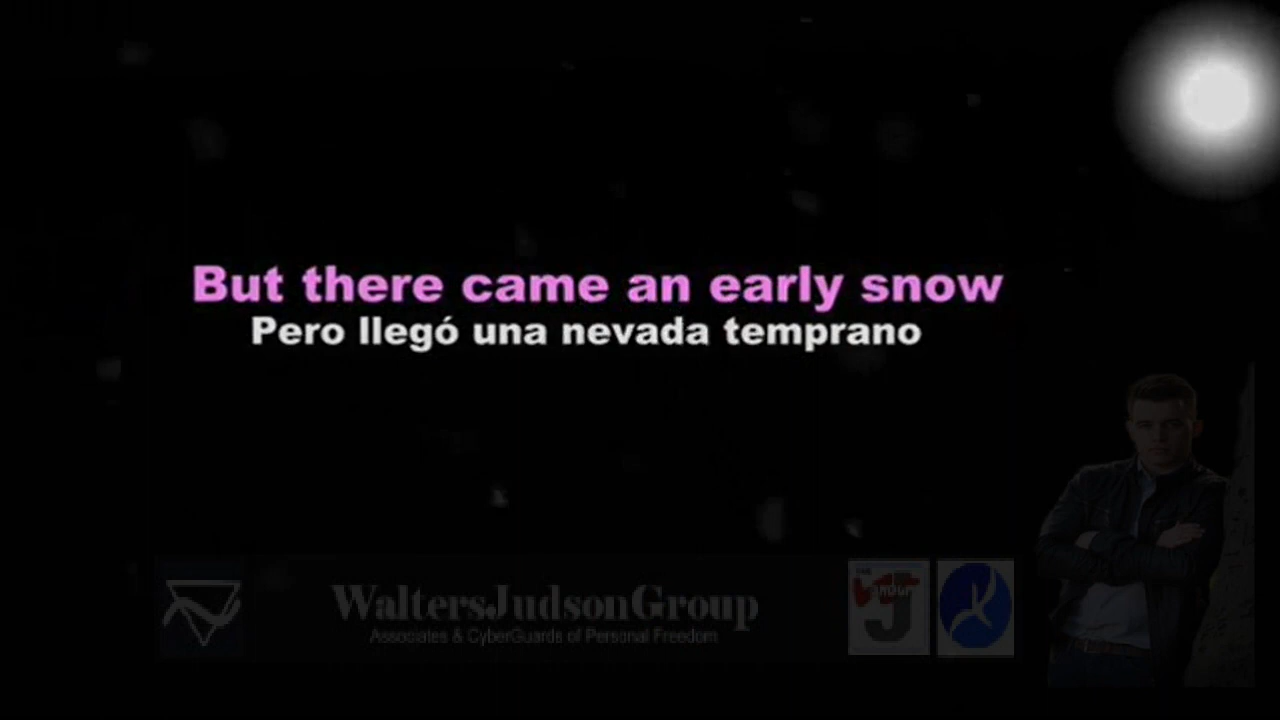 But there came an early snow
Pero llegó una nevada temprano
WaltersJudsonGroup
Associates & CyberGuards of Personal Freedom